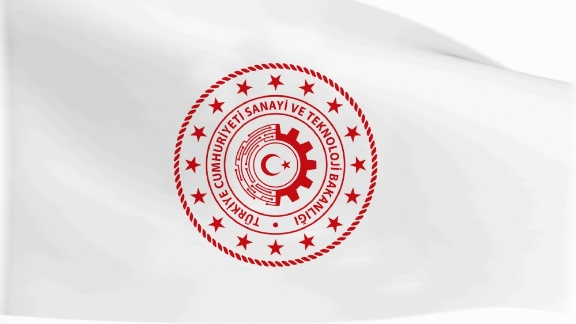 TÜRKİYE CUMHURİYETİ SANAYİ VE TEKNOLOJİ BAKANLIĞI